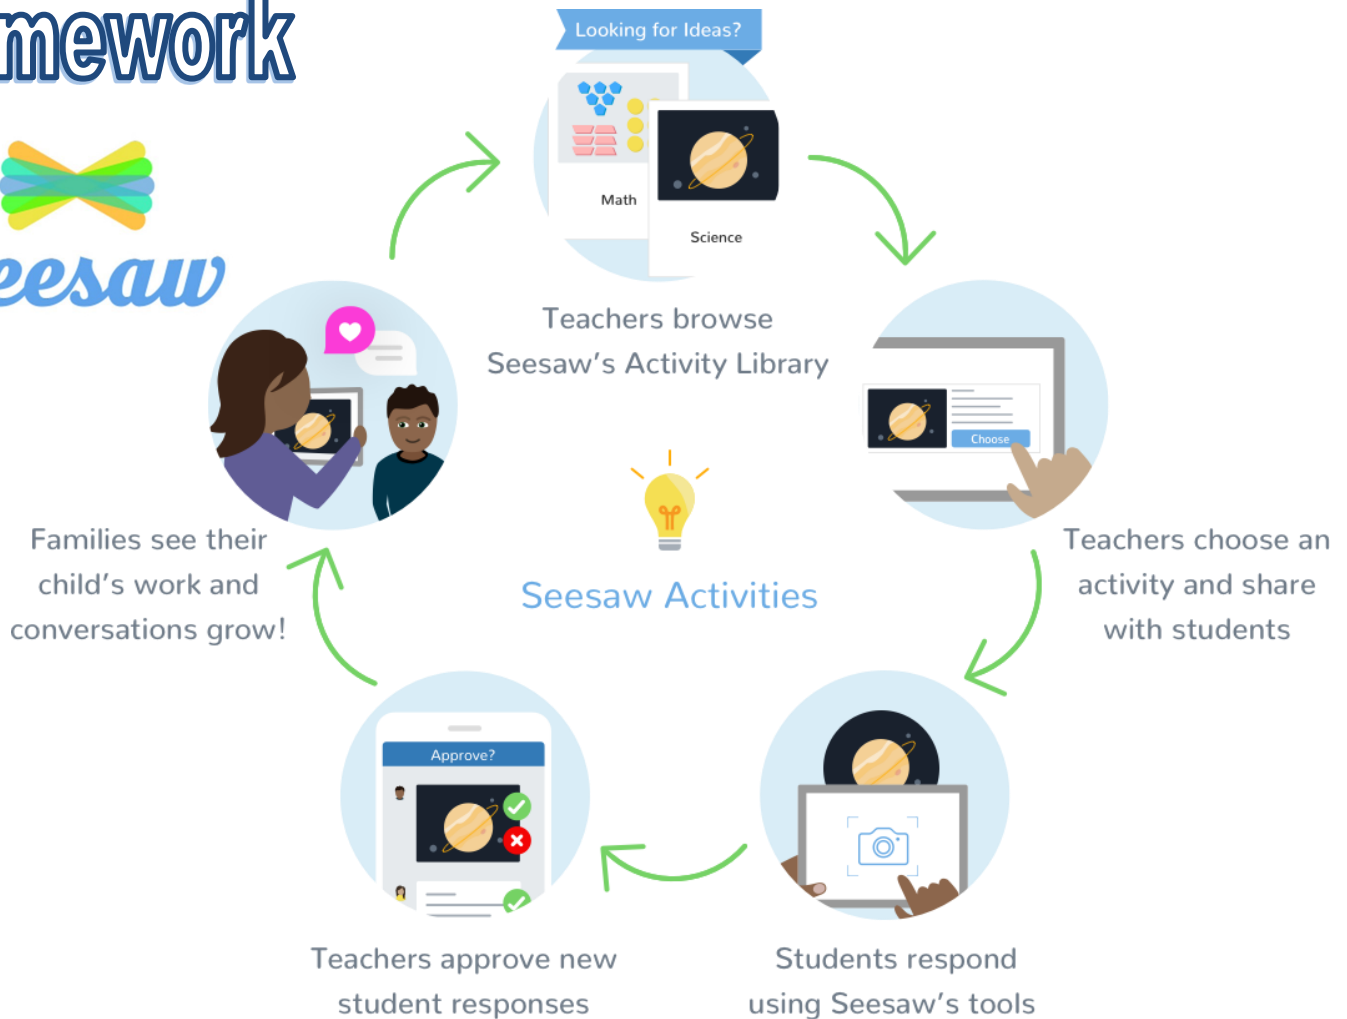 mework
eesaw
Looking for Ideas?
Math
Science
Teachers browse
Seesaw's Activity Library
Choose
Teachers choose an
activity and share
with students
Students respond
using Seesaw's tools
Approve?
Teachers approve new
student responses
Families see their
child's work and
conversations grow!
Seesaw Activities